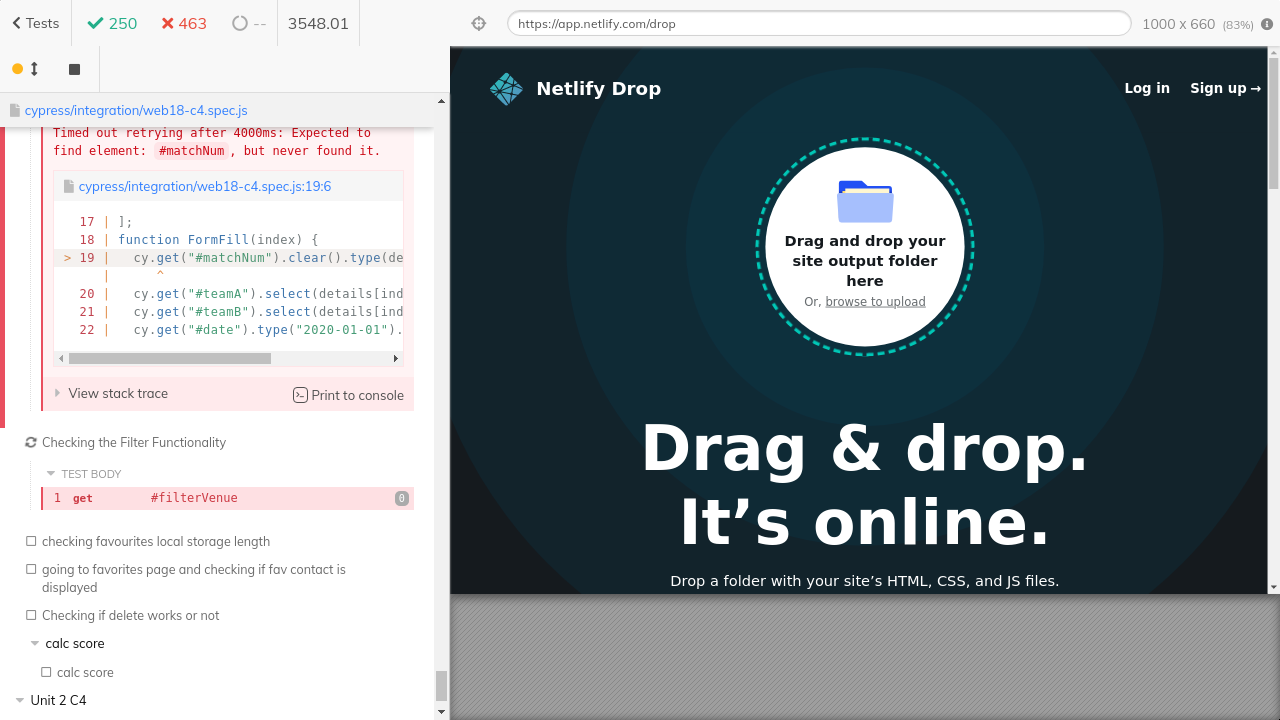 Tests
250
463
--
3548.01
https://app.netlify.com/drop
1000 x 660 (83%)
cypress/integration/web18-c4.spec.js
Timed out retrying after 4000ms: Expected to
find element: #matchNum, but never found it.
cypress/integration/web18-c4.spec.js:19:6
17 | ];
18 | function FormFill(index) {
> 19 | cy.get("#matchNum").clear().type(de
| ^
20 | cy.get("#teamA").select(details[ind
21 | cy.get("#teamB").select(details[ind
22 | cy.get("#date").type("2020-01-01").
View stack trace
Print to console
Checking the Filter Functionality
TEST BODY
1 get #filterVenue 0
checking favourites local storage length
going to favorites page and checking if fav contact is
displayed
Checking if delete works or not
calc score
calc score
Unit 2 C4
Netlify Drop
Log in
Sign up →
Drag and drop your
site output folder
here
Or, browse to upload
Drag & drop.
It’s online.
Drop a folder with your site’s HTML, CSS, and JS files.